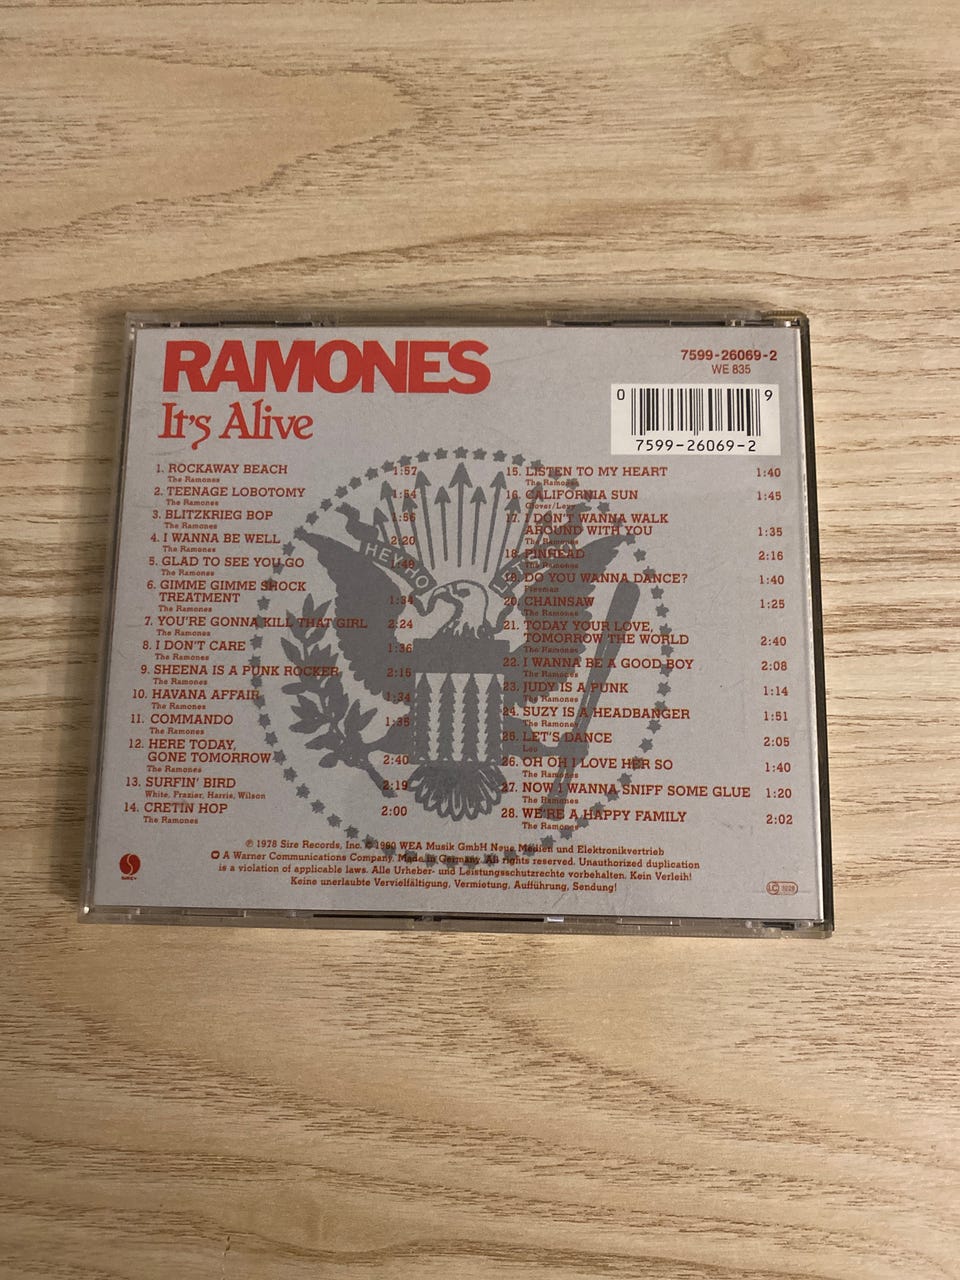 RAMONES
It's Alive
7599-26069-2
WE 835
0 9
7599-26069-2
1. ROCKAWAY BEACH 1:57
The Ramones
2. TEENAGE LOBOTOMY 1:54
The Ramones
3. BLITZKRIEG BOP 1:56
The Ramones
4. I WANNA BE WELL 2:20
The Ramones
5. GLAD TO SEE YOU GO
The Ramones
6. GIMME GIMME SHOCK
TREATMENT 1:34
The Ramones
7. YOU'RE GONNA KILL THAT GIRL 2:24
The Ramones
8. I DON'T CARE 1:36
The Ramones
9. SHEENA IS A PUNK ROCKER 2:15
The Ramones
10. HAVANA AFFAIR 1:34
The Ramones
11. COMMANDO 1:35
The Ramones
12. HERE TODAY,
GONE TOMORROW 2:40
The Ramones
13. SURFIN' BIRD 2:19
White, Frazier, Harris, Wilson
14. CRETIN HOP 2:00
The Ramones
15. LISTEN TO MY HEART 1:40
The Ramones
16. CALIFORNIA SUN 1:45
Glover/Levy
17. I DON'T WANNA WALK
AROUND WITH YOU 1:35
The Ramones
18. PINHEAD 2:16
The Ramones
19. DO YOU WANNA DANCE? 1:40
Freeman
20. CHAINSAW 1:25
The Ramones
21. TODAY YOUR LOVE,
TOMORROW THE WORLD 2:40
The Ramones
22. I WANNA BE A GOOD BOY 2:08
The Ramones
23. JUDY IS A PUNK 1:14
The Ramones
24. SUZY IS A HEADBANGER 1:51
The Ramones
25. LET'S DANCE 2:05
Lee
26. OH OH I LOVE HER SO 1:40
The Ramones
27. NOW I WANNA SNIFF SOME GLUE 1:20
The Ramones
28. WE'RE A HAPPY FAMILY 2:02
The Ramones
HEY HO LET'S
℗ 1978 Sire Records, Inc. © 1990 WEA Musik GmbH Neue Medien und Elektronikvertrieb
A Warner Communications Company. Made in Germany. All rights reserved. Unauthorized duplication
is a violation of applicable laws. Alle Urheber- und Leistungsschutzrechte vorbehalten. Kein Verleih!
Keine unerlaubte Vervielfältigung, Vermietung, Aufführung, Sendung!
LC